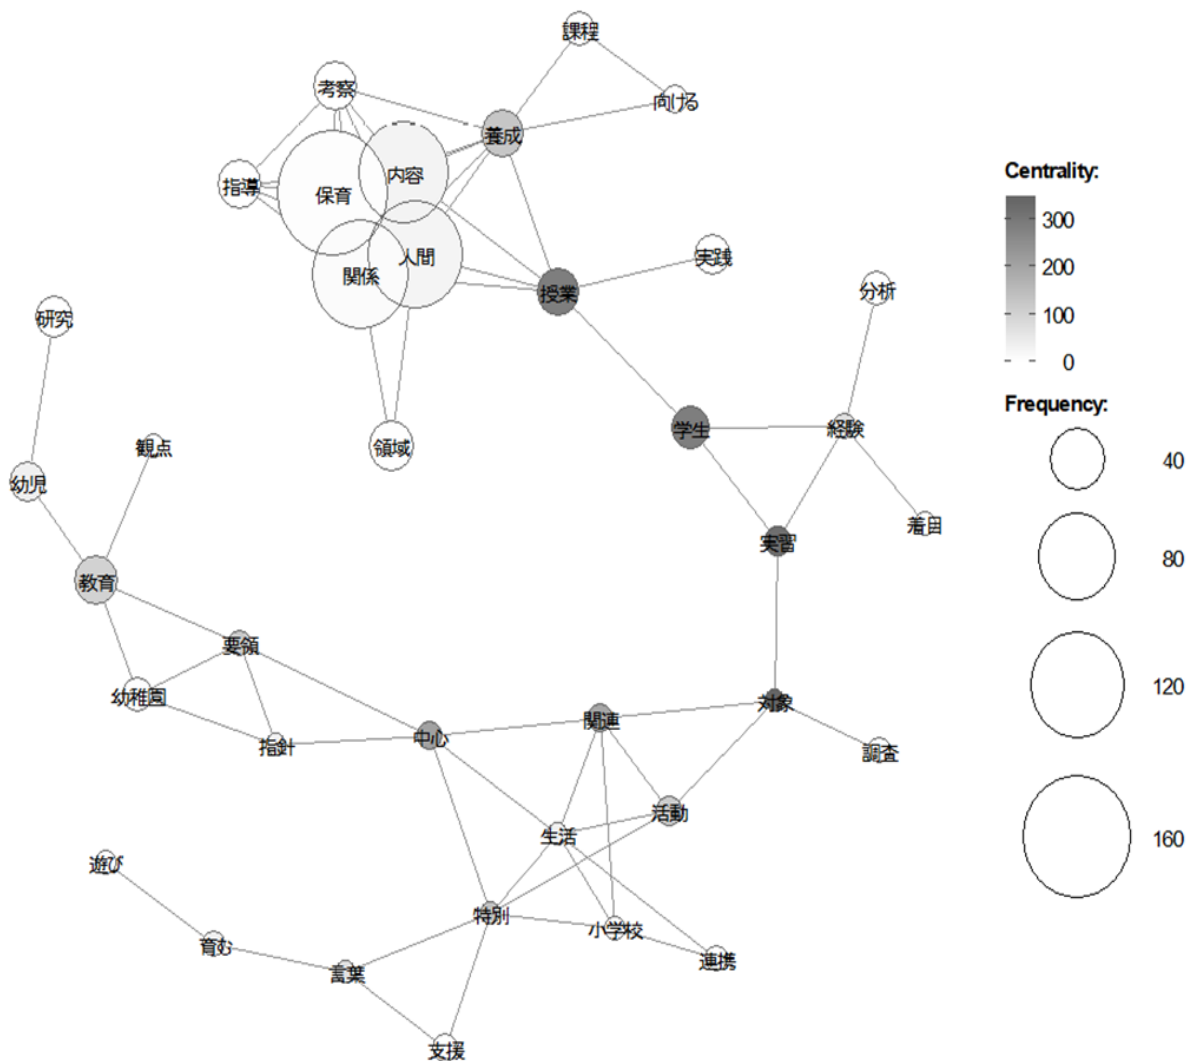 課程
考察
向ける
養成
内容
指導
保育
人間
実践
関係
授業
分析
研究
学生
経験
観点
領域
幼児
着目
実習
教育
要領
幼稚園
対象
関連
中心
指針
調査
活動
生活
遊び
特別
小学校
育む
連携
言葉
支援
Centrality:
300
200
100
0
Frequency:
40
80
120
160